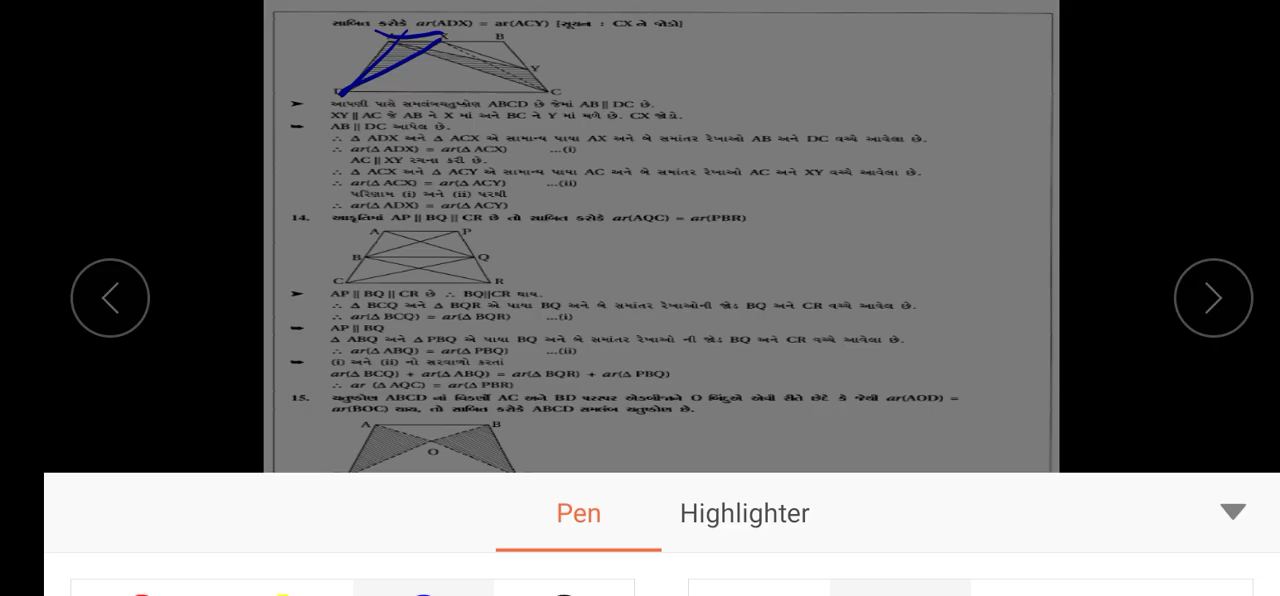 સાબિત કરોકે ar(ADX) = ar(ACY) [સૂચન : CX ને જોડો]
A X B
Y
D C
➤ આપણી પાસે સમલંબચતુષ્કોણ ABCD છે જેમાં AB || DC છે.
XY || AC જે AB ને X માં અને BC ને Y માં મળે છે. CX જોડો.
➥ AB || DC આપેલ છે.
∴ Δ ADX અને Δ ACX એ સામાન્ય પાયા AX અને બે સમાંતર રેખાઓ AB અને DC વચ્ચે આવેલા છે.
∴ ar(Δ ADX) = ar(Δ ACX) ...(i)
AC || XY રચના કરી છે.
∴ Δ ACX અને Δ ACY એ સામાન્ય પાયા AC અને બે સમાંતર રેખાઓ AC અને XY વચ્ચે આવેલા છે.
∴ ar(Δ ACX) = ar(Δ ACY) ...(ii)
પરિણામ (i) અને (ii) પરથી
∴ ar(Δ ADX) = ar(Δ ACY)
14. આકૃતિમાં AP || BQ || CR છે તો સાબિત કરોકે ar(AQC) = ar(PBR)
A P
B Q
C R
➤ AP || BQ || CR છે ∴ BQ||CR થાય.
∴ Δ BCQ અને Δ BQR એ પાયા BQ અને બે સમાંતર રેખાઓની જોડ BQ અને CR વચ્ચે આવેલ છે.
∴ ar(Δ BCQ) = ar(Δ BQR) ...(i)
➥ AP || BQ
Δ ABQ અને Δ PBQ એ પાયા BQ અને બે સમાંતર રેખાઓ ની જોડ BQ અને CR વચ્ચે આવેલા છે.
∴ ar(Δ ABQ) = ar(Δ PBQ) ...(ii)
➥ (i) અને (ii) નો સરવાળો કરતાં
ar(Δ BCQ) + ar(Δ ABQ) = ar(Δ BQR) + ar(Δ PBQ)
∴ ar (Δ AQC) = ar(Δ PBR)
15. ચતુષ્કોણ ABCD નાં વિકર્ણો AC અને BD પરસ્પર એકબીજાને O બિંદુએ એવી રીતે છેદે કે જેથી ar(AOD) =
ar(BOC) થાય, તો સાબિત કરોકે ABCD સમલંબ ચતુષ્કોણ છે.
A B
O
Pen Highlighter